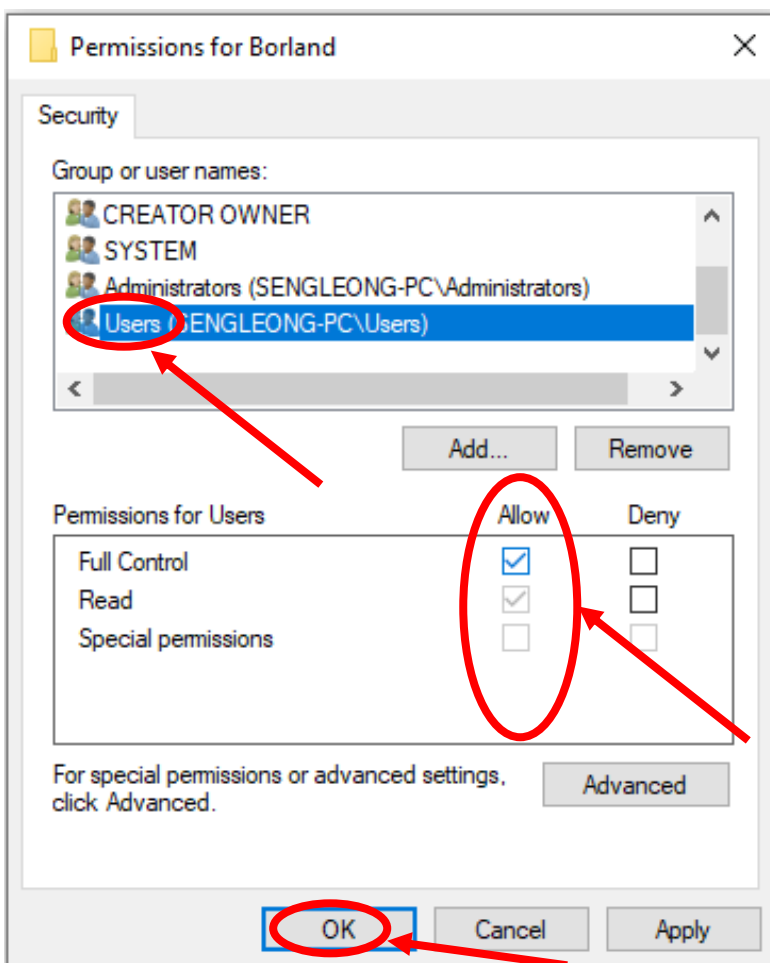 Permissions for Borland
Security
Group or user names:
CREATOR OWNER
SYSTEM
Administrators (SENGLEONG-PC\Administrators)
Users (SENGLEONG-PC\Users)
Add...
Remove
Permissions for Users
Allow
Deny
Full Control
Read
Special permissions
For special permissions or advanced settings,
click Advanced.
Advanced
OK
Cancel
Apply